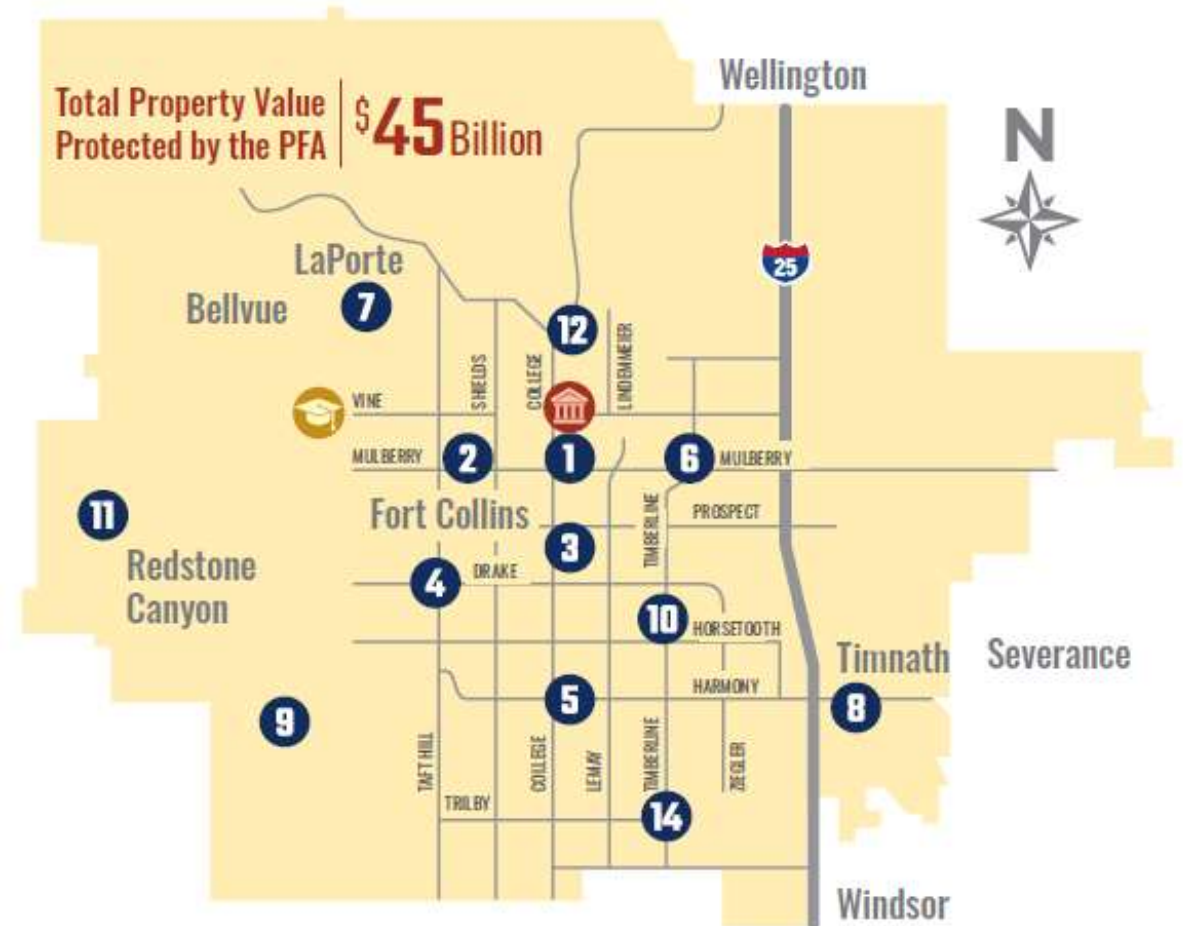 Wellington
Total Property Value
Protected by the PFA
$45 Billion
N
LaPorte
25
Bellvue
7
12
SHIELDS
COLLEGE
LINDENMEIER
VINE
MULBERRY
2
1
6
MULBERRY
11
Fort Collins
PROSPECT
TIMBERLINE
3
Redstone
Canyon
4
DRAKE
10
HORSETOOTH
Timnath
Severance
HARMONY
5
8
9
TAFT HILL
COLLEGE
LEMAY
TIMBERLINE
ZIEGLER
TRILBY
14
Windsor